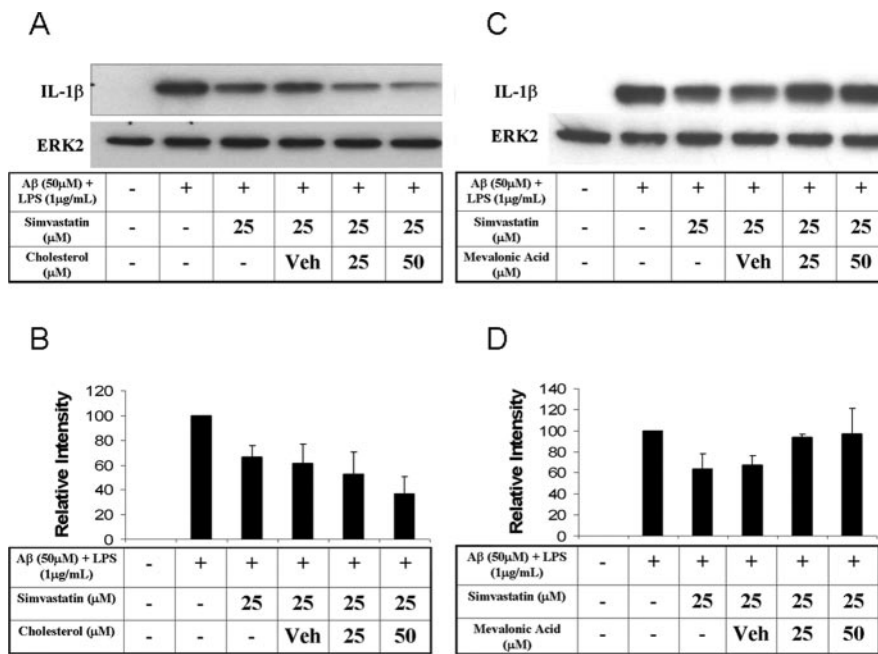 A
IL-1β
ERK2
Aβ (50μM) + LPS (1μg/mL) - + + + + +
Simvastatin (μM) - - 25 25 25 25
Cholesterol (μM) - - - Veh 25 50
C
IL-1β
ERK2
Aβ (50μM) + LPS (1μg/mL) - + + + + +
Simvastatin (μM) - - 25 25 25 25
Mevalonic Acid (μM) - - - Veh 25 50
B
Relative Intensity
120
100
80
60
40
20
0
Aβ (50μM) + LPS (1μg/mL) - + + + + +
Simvastatin (μM) - - 25 25 25 25
Cholesterol (μM) - - - Veh 25 50
D
Relative Intensity
140
120
100
80
60
40
20
0
Aβ (50μM) + LPS (1μg/mL) - + + + + +
Simvastatin (μM) - - 25 25 25 25
Mevalonic Acid (μM) - - - Veh 25 50